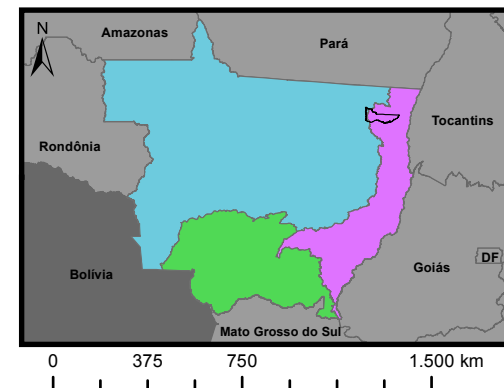 Amazonas
Pará
N
Tocantins
Rondônia
Bolívia
Goiás
DF
Mato Grosso do Sul
0 375 750 1.500 km